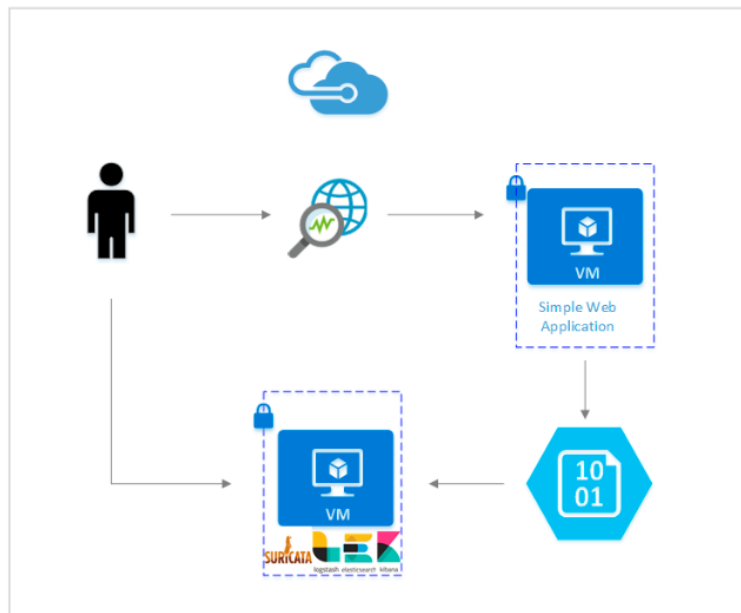 VM
Simple Web
Application
10
01
VM
SURICATA
logstash elasticsearch kibana